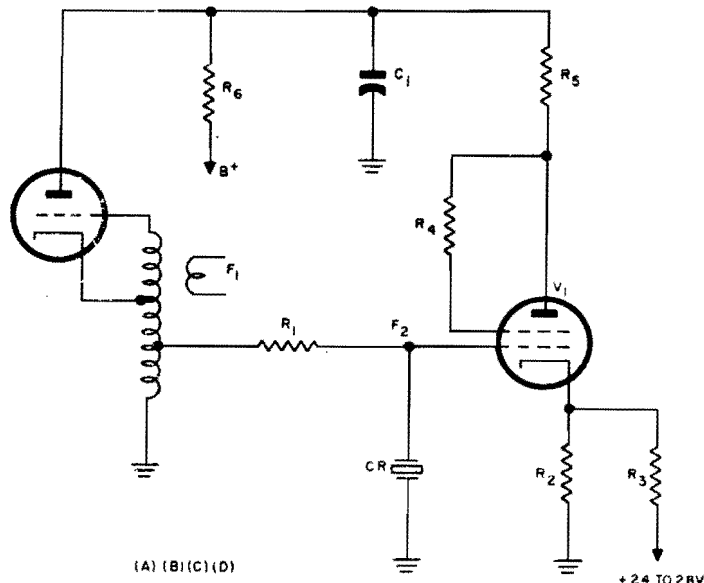 R6
C1
R5
B+
R4
F1
V1
R1
F2
CR
R2
R3
(A) (B) (C) (D)
+24 TO 28V